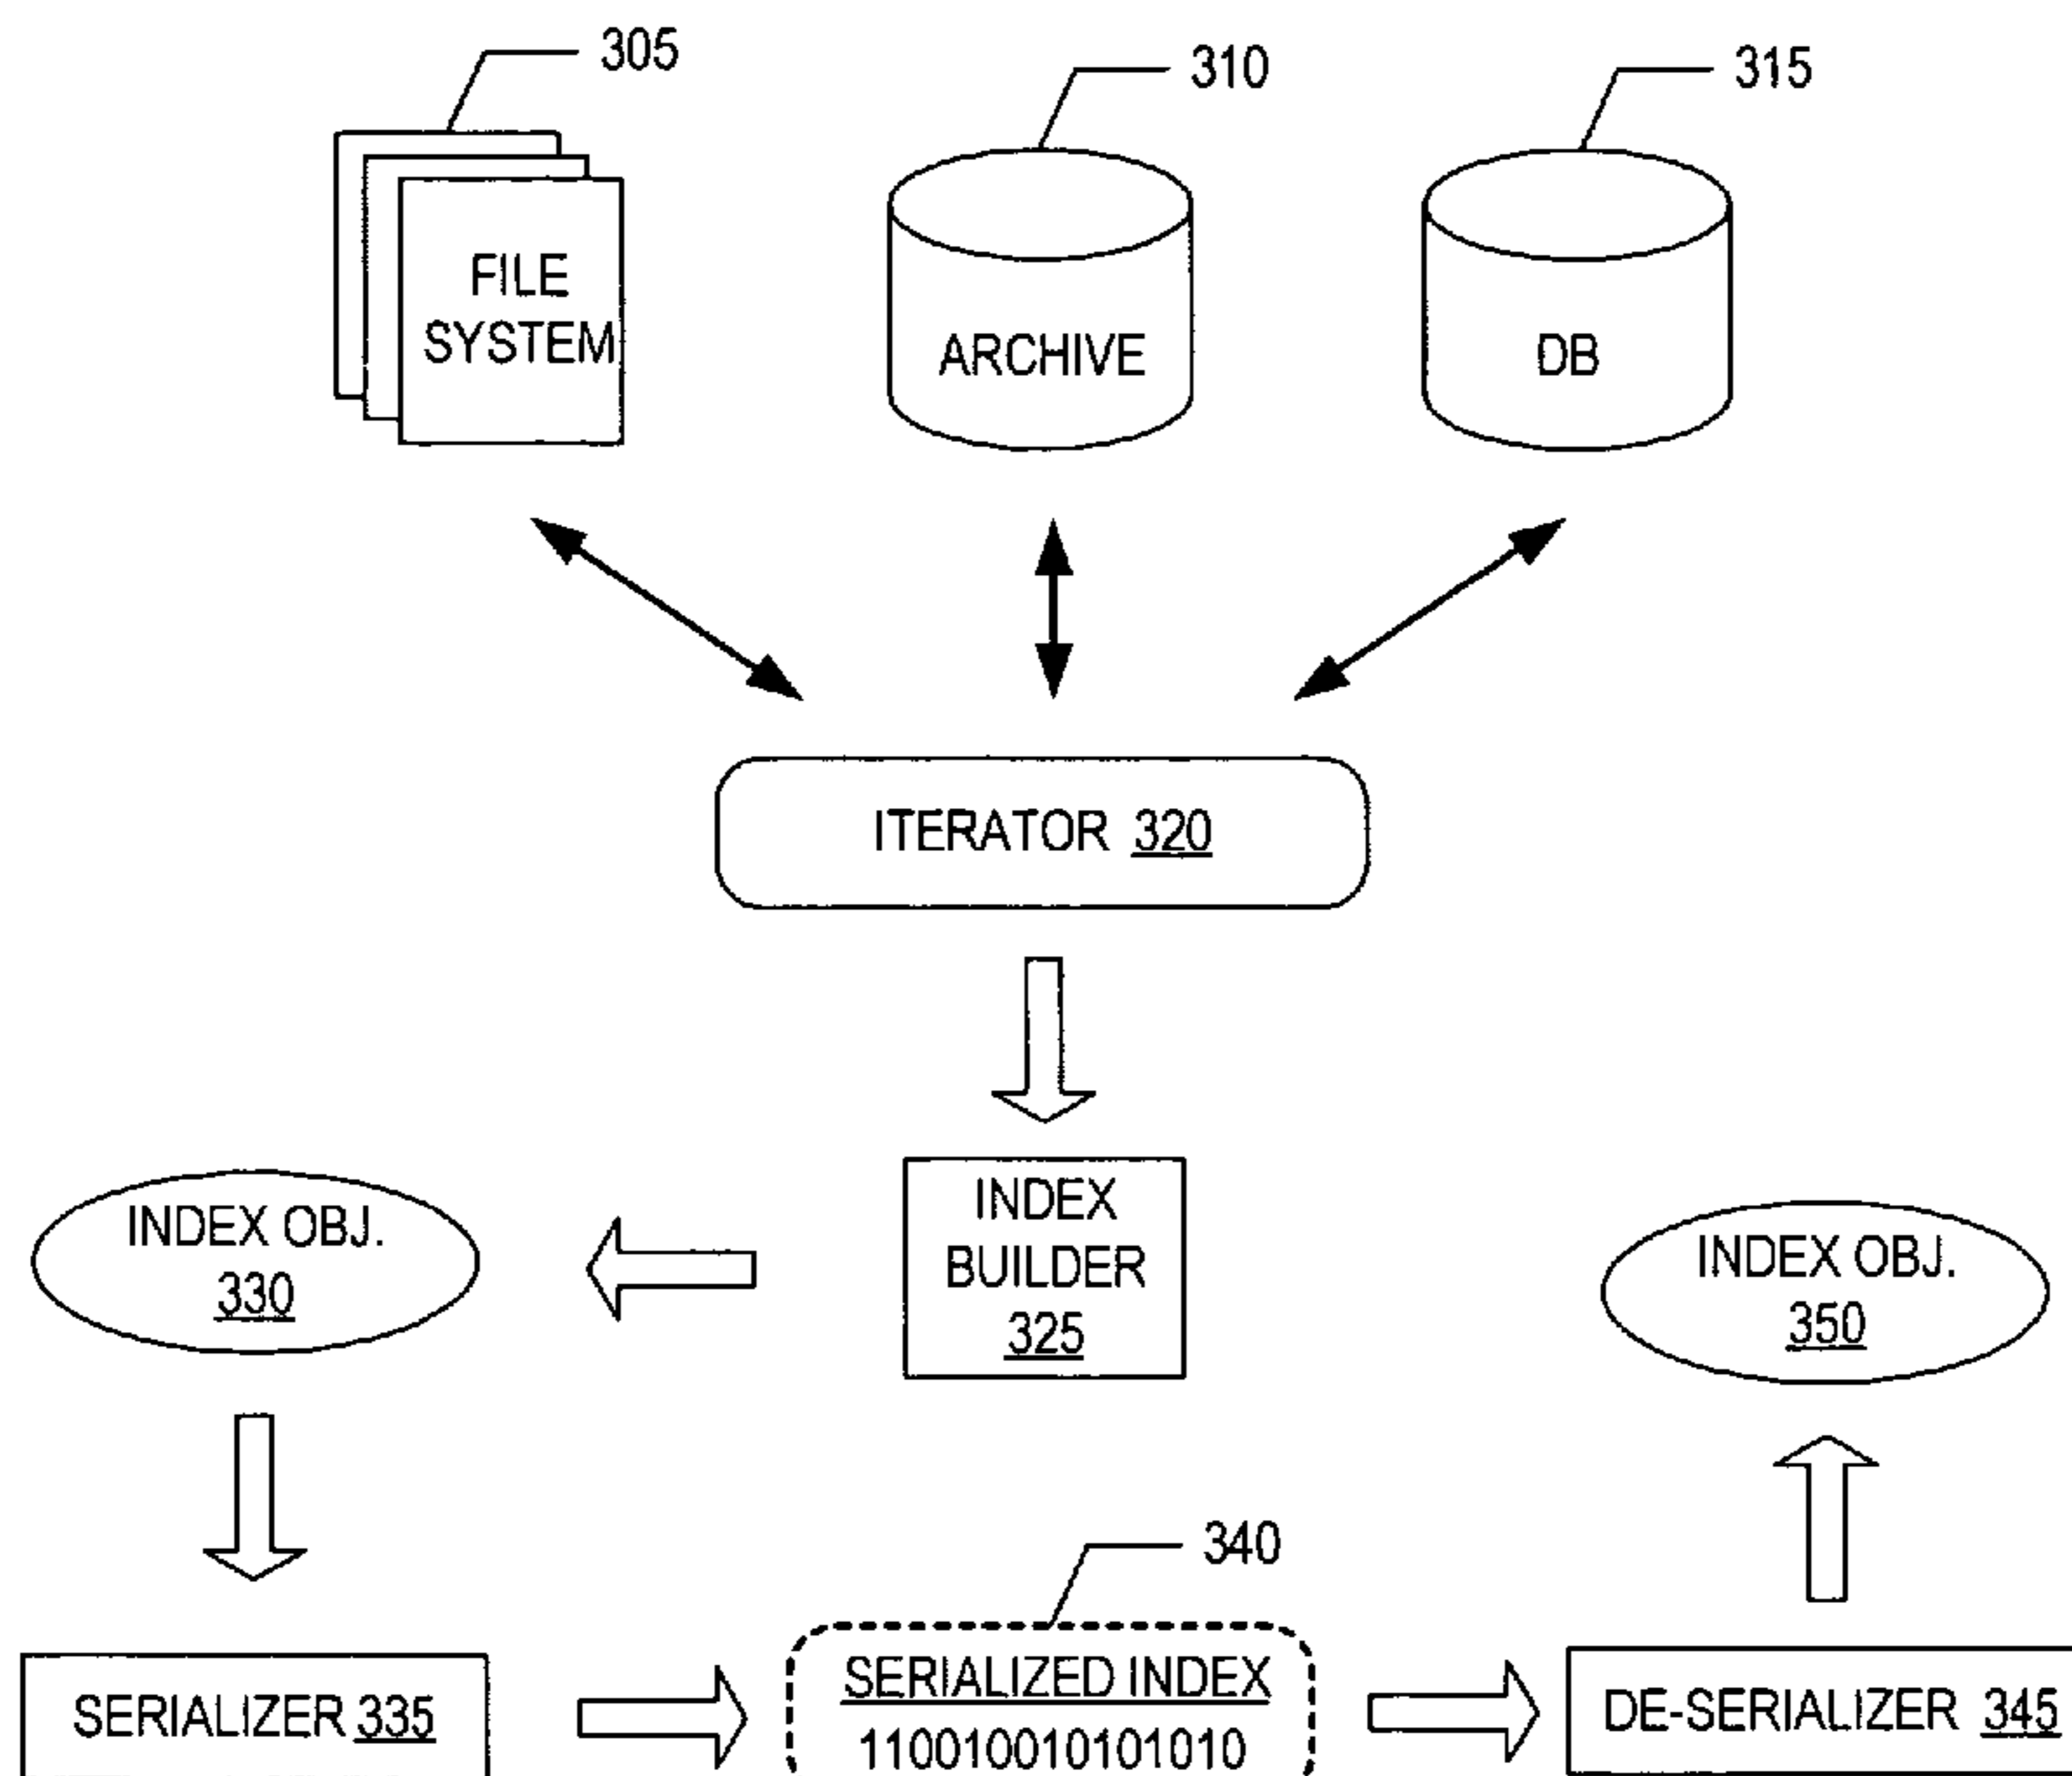 305
310
315
FILE
SYSTEM
ARCHIVE
DB
ITERATOR 320
INDEX
BUILDER
325
INDEX OBJ.
330
INDEX OBJ.
350
340
SERIALIZER 335
SERIALIZED INDEX
110010010101010
DE-SERIALIZER 345